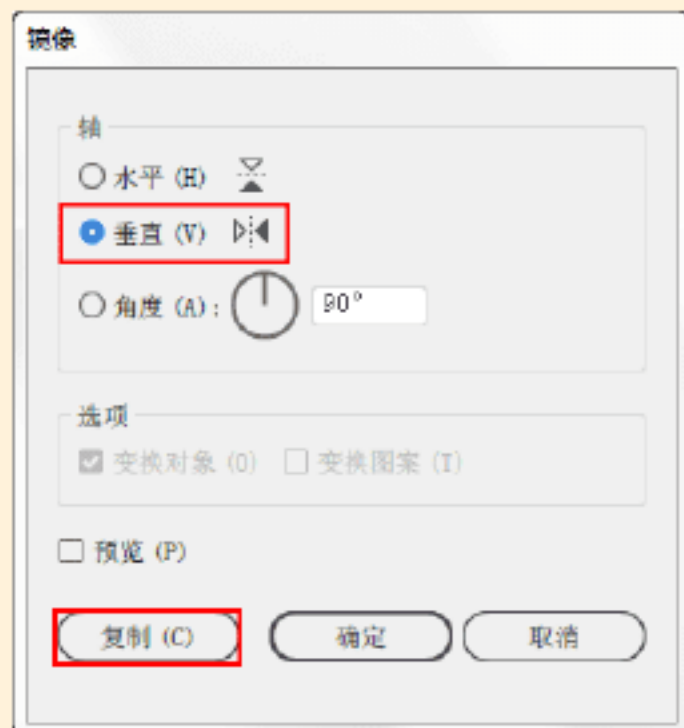 镜像
轴
水平 (H)
垂直 (V)
角度 (A): 90°
选项
变换对象 (O) 变换图案 (T)
预览 (P)
复制 (C) 确定 取消